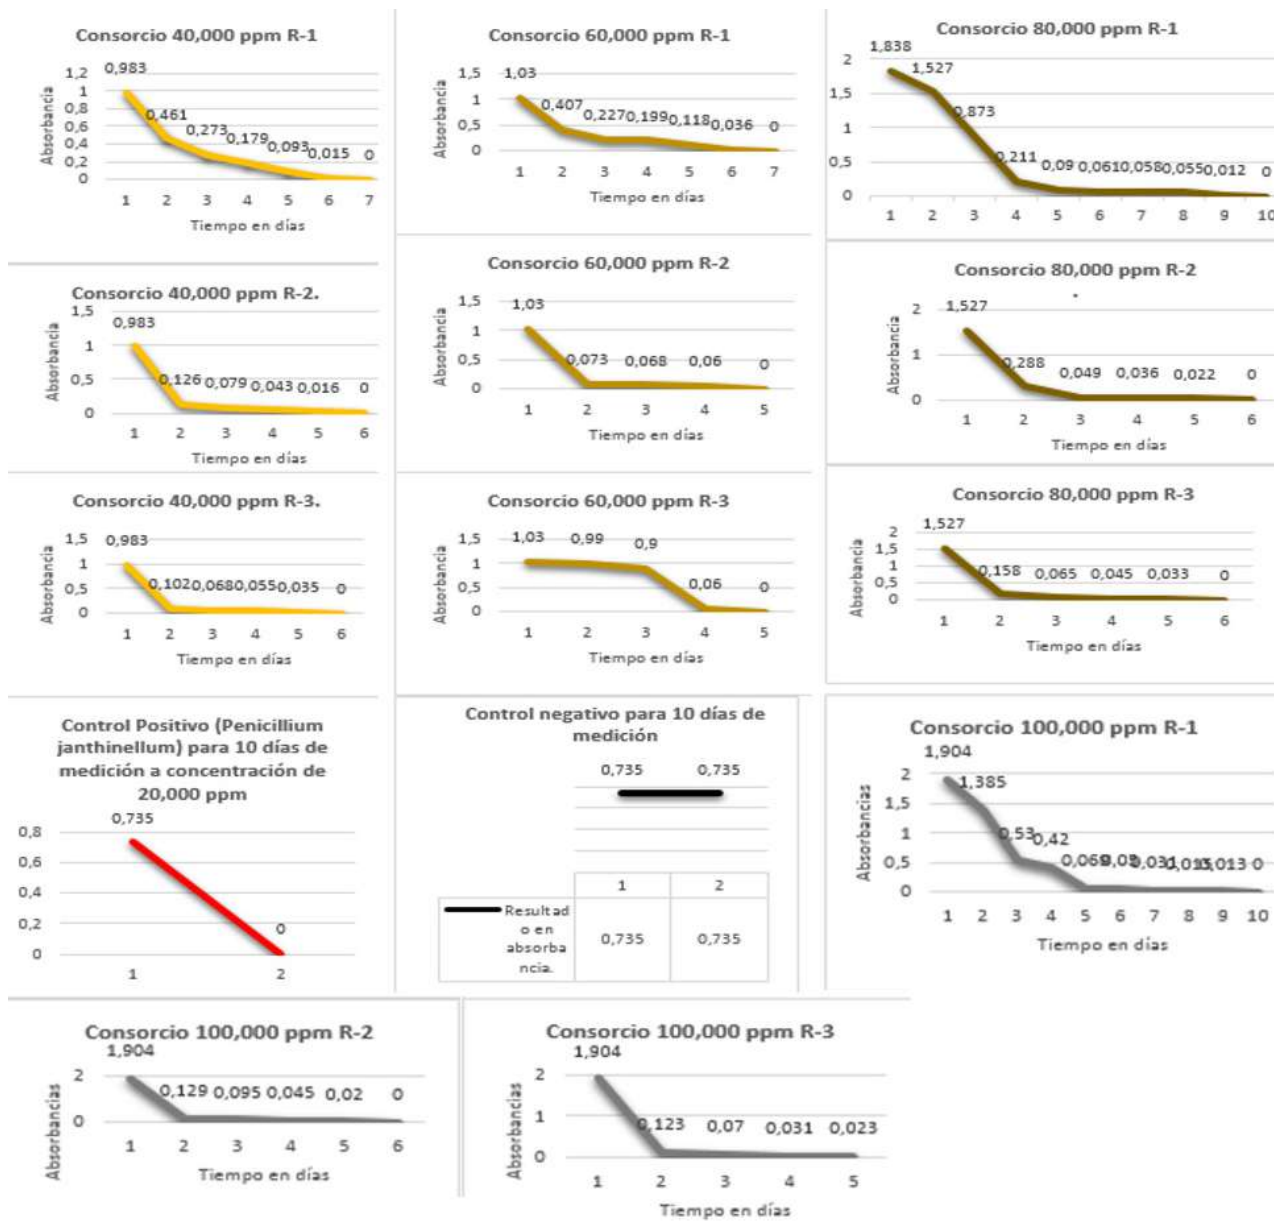 Consorcio 40,000 ppm R-1
Absorbancia
1,2
1
0,8
0,6
0,4
0,2
0
0,983
0,461
0,273
0,179
0,093
0,015
0
1 2 3 4 5 6 7
Tiempo en días
Consorcio 60,000 ppm R-1
Absorbancia
1,5
1
0,5
0
1,03
0,407
0,227
0,199
0,118
0,036
0
1 2 3 4 5 6 7
Tiempo en días
Consorcio 80,000 ppm R-1
Absorbancia
2
1,5
1
0,5
0
1,838
1,527
0,873
0,211
0,09
0,061
0,058
0,055
0,012
0
1 2 3 4 5 6 7 8 9 10
Tiempo en días
Consorcio 40,000 ppm R-2.
Absorbancia
1,5
1
0,5
0
0,983
0,126 0,079 0,043 0,016 0
1 2 3 4 5 6
Tiempo en días
Consorcio 60,000 ppm R-2
Absorbancia
1,5
1
0,5
0
1,03
0,073 0,068 0,06 0
1 2 3 4 5
Tiempo en días
Consorcio 80,000 ppm R-2
Absorbancia
2
1
0
1,527
0,288
0,049 0,036 0,022 0
1 2 3 4 5 6
Tiempo en días
Consorcio 40,000 ppm R-3.
Absorbancia
1,5
1
0,5
0
0,983
0,102 0,068 0,055 0,035 0
1 2 3 4 5 6
Tiempo en días
Consorcio 60,000 ppm R-3
Absorbancia
1,5
1
0,5
0
1,03 0,99 0,9
0,06 0
1 2 3 4 5
Tiempo en días
Consorcio 80,000 ppm R-3
Absorbancia
2
1,5
1
0,5
0
1,527
0,158 0,065 0,045 0,033 0
1 2 3 4 5 6
Tiempo en días
Control Positivo (Penicillium
janthinellum) para 10 días de
medición a concentración de
20,000 ppm
0,8
0,6
0,4
0,2
0
0,735
0
1 2
Control negativo para 10 días de
medición
0,735 0,735
1 2
Resultad
o en
absorba
ncia.
0,735 0,735
Consorcio 100,000 ppm R-1
Absorbancias
2
1,5
1
0,5
0
1,904
1,385
0,53
0,42
0,031
0,013 0
1 2 3 4 5 6 7 8 9 10
Tiempo en días
Consorcio 100,000 ppm R-2
Absorbancias
2
0
1,904
0,129 0,095 0,045 0,02 0
1 2 3 4 5 6
Tiempo en días
Consorcio 100,000 ppm R-3
Absorbancias
2
1
0
1,904
0,123 0,07 0,031 0,023
1 2 3 4 5
Tiempo en días